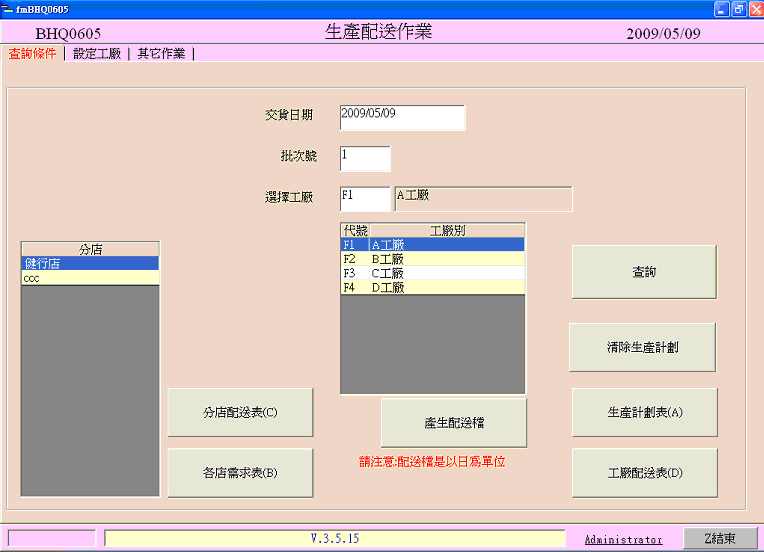 fmBHQ0605
BHQ0605 生產配送作業 2009/05/09
查詢條件 | 設定工廠 | 其它作業 |
交貨日期 2009/05/09
批次號 1
選擇工廠 F1 A工廠
代號 工廠別
F1 A工廠
F2 B工廠
F3 C工廠
F4 D工廠
分店
健行店
ccc
查詢
清除生產計劃
分店配送表(C)
產生配送檔
生產計劃表(A)
請注意:配送檔是以日為單位
各店需求表(B)
工廠配送表(D)
V.3.5.15
Administrator
Z結束